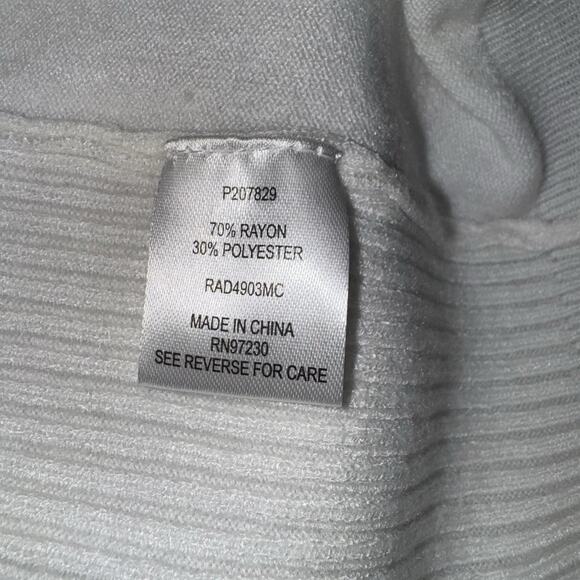 P207829
70% RAYON
30% POLYESTER
RAD4903MC
MADE IN CHINA
RN97230
SEE REVERSE FOR CARE